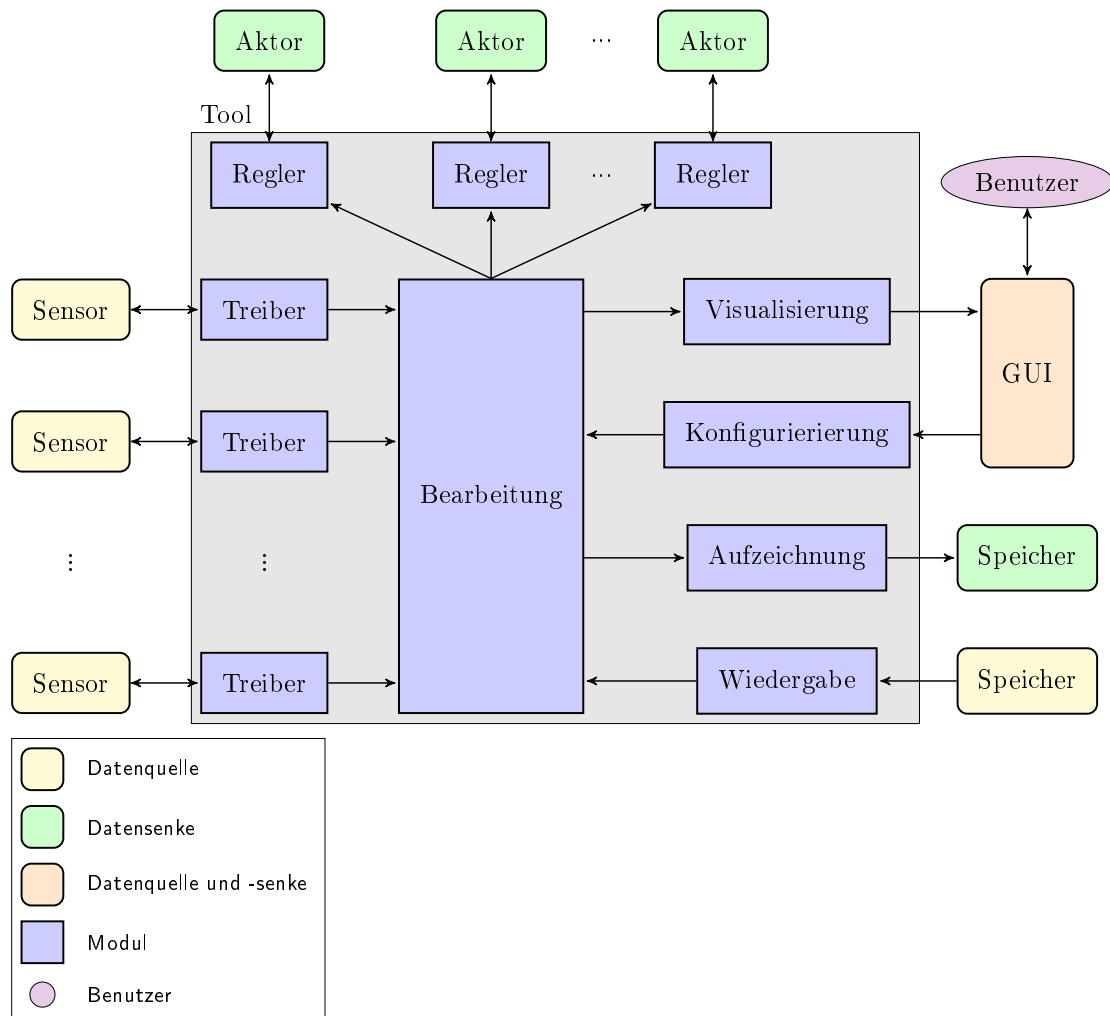 Aktor Aktor ... Aktor
Tool
Regler Regler ... Regler
Benutzer
Sensor Treiber Visualisierung
GUI
Sensor Treiber Konfigurierierung
Bearbeitung
⋮ ⋮ Aufzeichnung Speicher
Sensor Treiber Wiedergabe Speicher
Datenquelle
Datensenke
Datenquelle und -senke
Modul
Benutzer